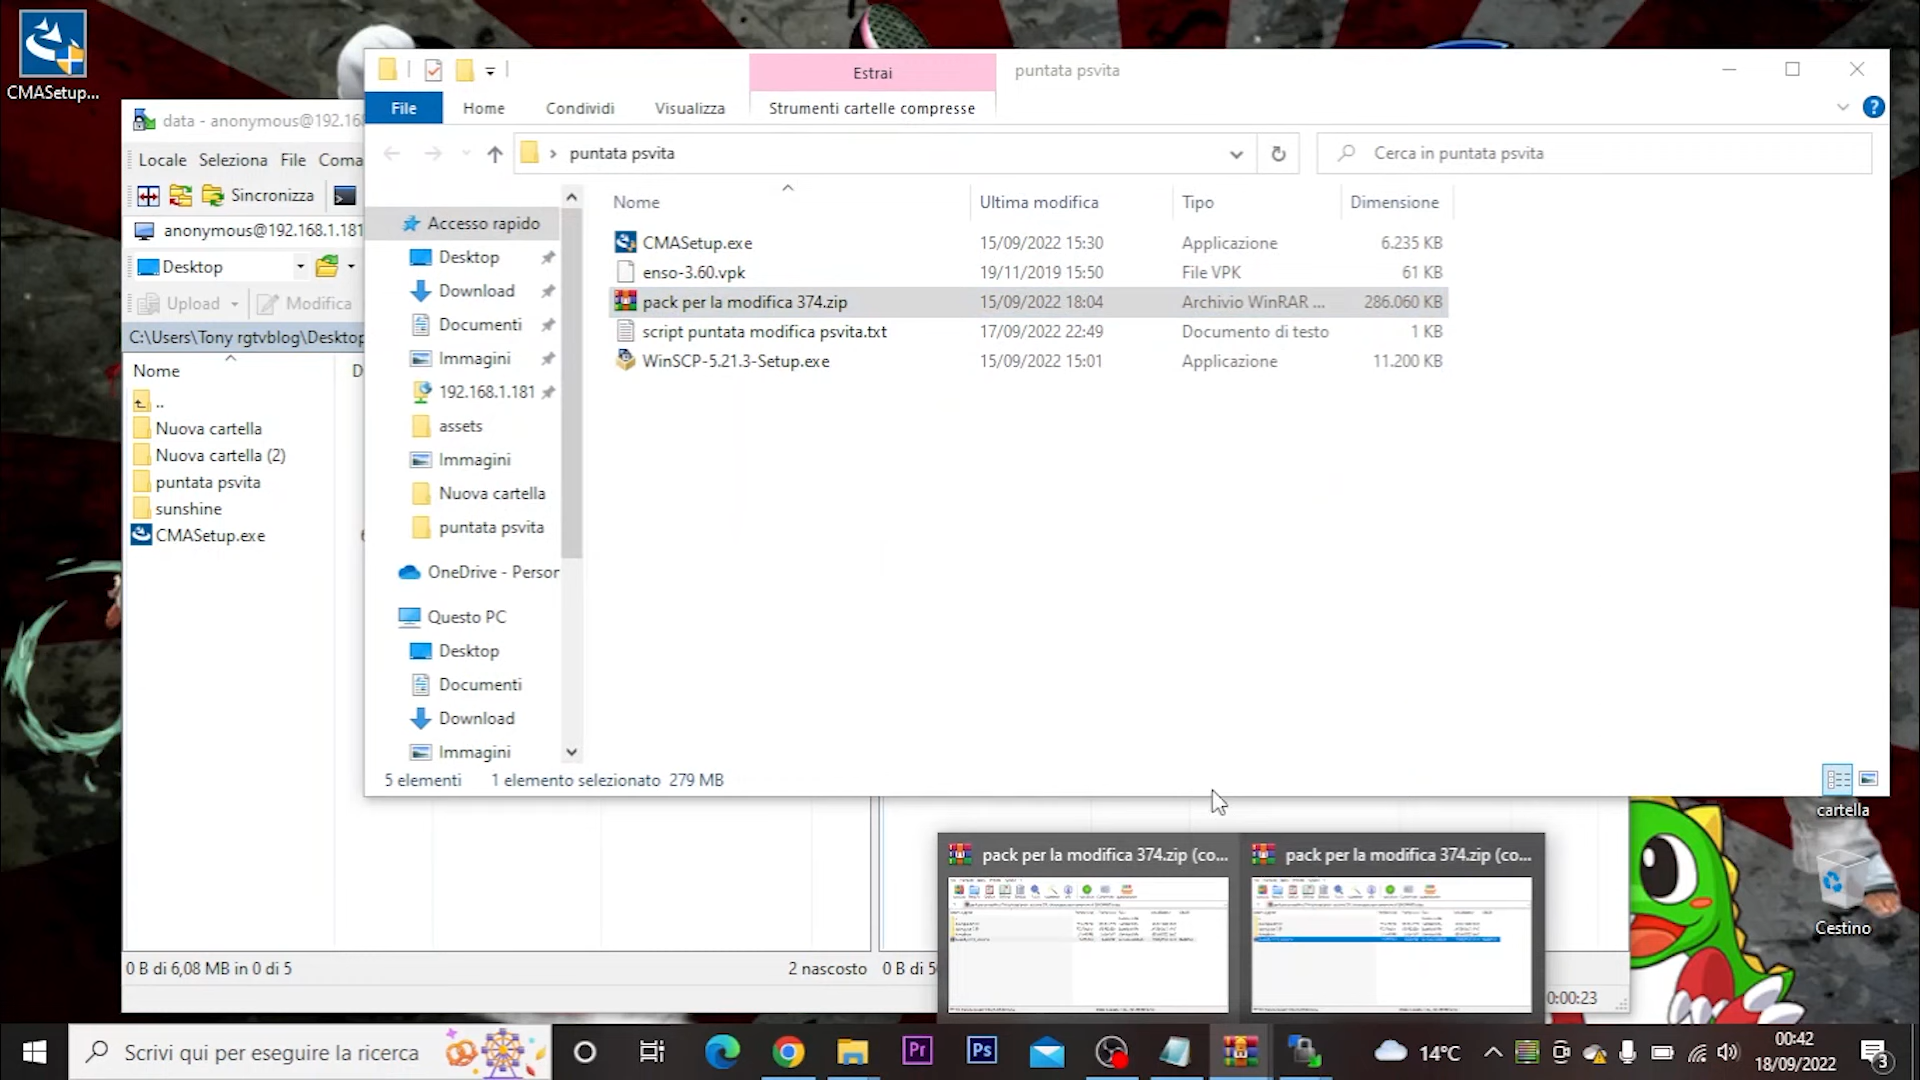 CMASetup...
data - anonymous@192.168
Locale Seleziona File Coma
Sincronizza
anonymous@192.168.1.181
Desktop
Upload
Modifica
C:\Users\Tony rgtvblog\Desktop
Nome
D
..
Nuova cartella
Nuova cartella (2)
puntata psvita
sunshine
CMASetup.exe
0 B di 6,08 MB in 0 di 5
2 nascosto
0 B di 5
0:00:23
Estrai
puntata psvita
File
Home
Condividi
Visualizza
Strumenti cartelle compresse
puntata psvita
Cerca in puntata psvita
Accesso rapido
Desktop
Download
Documenti
Immagini
192.168.1.181
assets
Immagini
Nuova cartella
puntata psvita
OneDrive - Person
Questo PC
Desktop
Documenti
Download
Immagini
Nome Ultima modifica Tipo Dimensione
CMASetup.exe 15/09/2022 15:30 Applicazione 6.235 KB
enso-3.60.vpk 19/11/2019 15:50 File VPK 61 KB
pack per la modifica 374.zip 15/09/2022 18:04 Archivio WinRAR ... 286.060 KB
script puntata modifica psvita.txt 17/09/2022 22:49 Documento di testo 1 KB
WinSCP-5.21.3-Setup.exe 15/09/2022 15:01 Applicazione 11.200 KB
5 elementi 1 elemento selezionato 279 MB
cartella
Cestino
pack per la modifica 374.zip (co...
pack per la modifica 374.zip (co...
Scrivi qui per eseguire la ricerca
Pr
Ps
14°C
00:42
18/09/2022
3